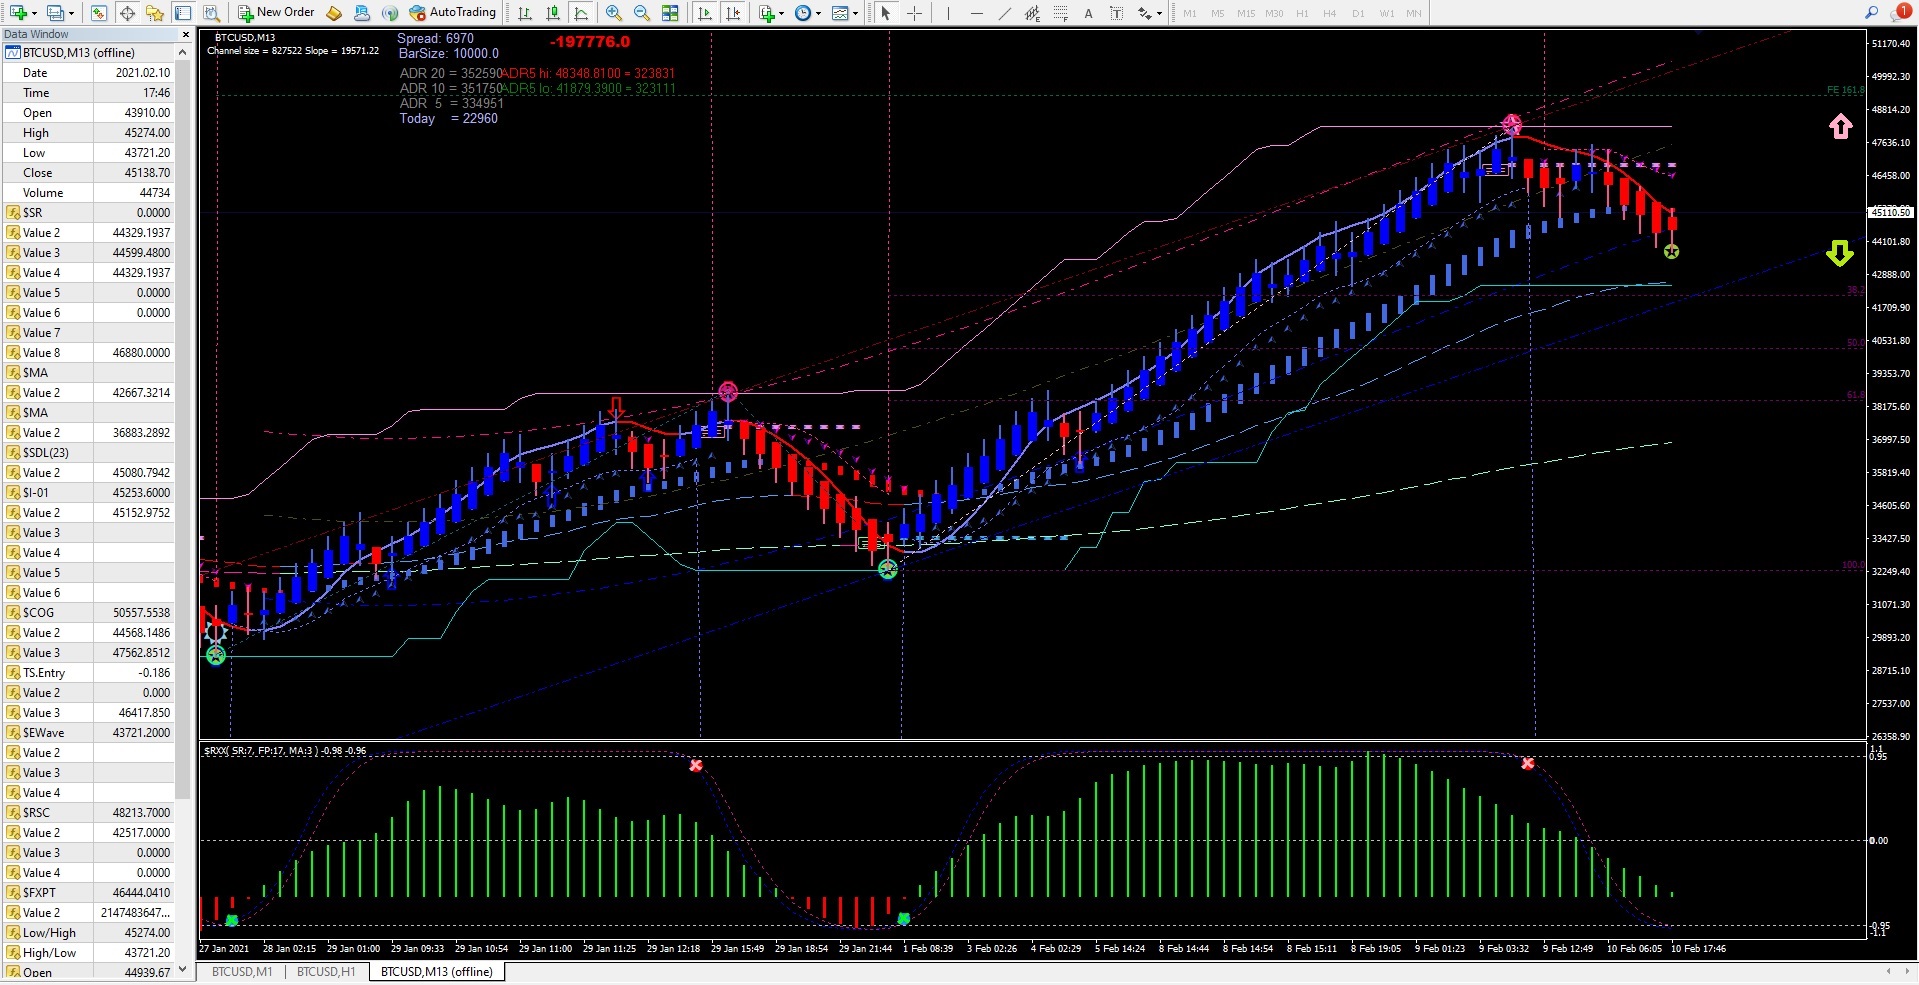 New Order
AutoTrading
M1 M5 M15 M30 H1 H4 D1 W1 MN
1
Data Window
BTCUSD,M13 (offline)
Date 2021.02.10
Time 17:46
Open 43910.00
High 45274.00
Low 43721.20
Close 45138.70
Volume 44734
$SR 0.0000
Value 2 44329.1937
Value 3 44599.4800
Value 4 44329.1937
Value 5 0.0000
Value 6 0.0000
Value 7
Value 8 46880.0000
$MA
Value 2 42667.3214
$MA
Value 2 36883.2892
$SDL(23)
Value 2 45080.7942
$I-01 45253.6000
Value 2 45152.9752
Value 3
Value 4
Value 5
Value 6
$COG 50557.5538
Value 2 44568.1486
Value 3 47562.8512
TS.Entry -0.186
Value 2 0.000
Value 3 46417.850
$EWave 43721.2000
Value 2
Value 3
Value 4
$RSC 48213.7000
Value 2 42517.0000
Value 3 0.0000
Value 4 0.0000
$FXPT 46444.0410
Value 2 2147483647...
Low/High 45274.00
High/Low 43721.20
Open 44939.67
BTCUSD,M13
Channel size = 827522 Slope = 19571.22
Spread: 6970
BarSize: 10000.0
-197776.0
ADR 20 = 352590
ADR5 hi: 48348.8100 = 323831
ADR 10 = 351750
ADR5 lo: 41879.3900 = 323111
ADR 5 = 334951
Today = 22960
FE 161.8
38.2
50.0
61.8
100.0
51170.40
49992.30
48814.20
47636.10
46458.00
45110.50
44101.80
42888.00
41709.90
40531.80
39353.70
38175.60
36997.50
35819.40
34605.60
33427.50
32249.40
31071.30
29893.20
28715.10
27537.00
26358.90
$RXX( SR:7, FP:17, MA:3 ) -0.98 -0.96
1.1
0.95
0.00
-0.95
-1.1
27 Jan 2021 28 Jan 02:15 29 Jan 01:00 29 Jan 09:33 29 Jan 10:54 29 Jan 11:00 29 Jan 11:25 29 Jan 12:18 29 Jan 15:49 29 Jan 18:54 29 Jan 21:44 1 Feb 08:39 3 Feb 02:26 4 Feb 02:29 5 Feb 14:24 8 Feb 14:44 8 Feb 14:54 8 Feb 15:11 8 Feb 19:05 9 Feb 01:23 9 Feb 03:32 9 Feb 12:49 10 Feb 06:05 10 Feb 17:46
BTCUSD,M1 BTCUSD,H1 BTCUSD,M13 (offline)